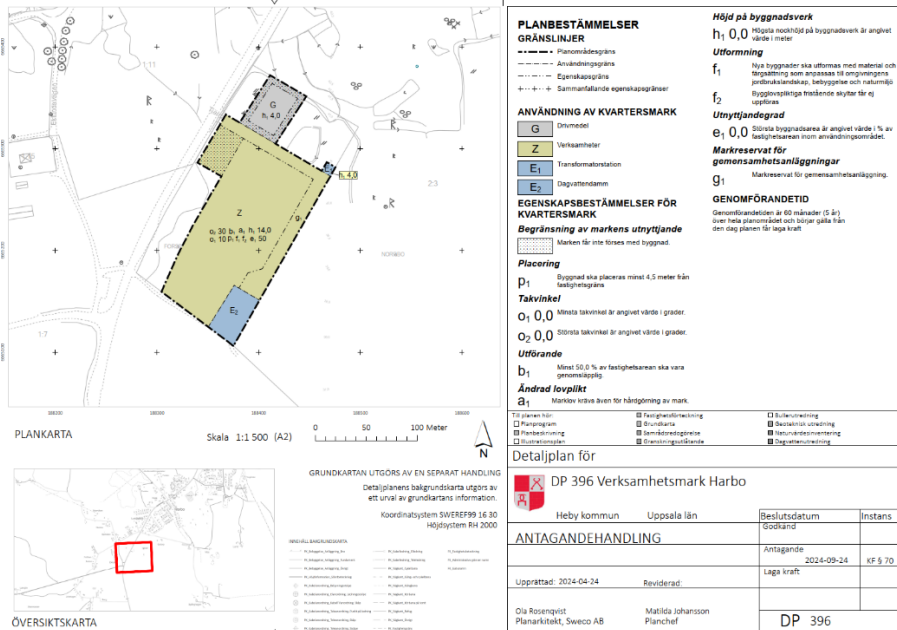 1:11
G
h₁ 4,0
h₁ 4,0
2:3
Z
g₁
o₂ 30 b₁ a₁ h₁ 14,0
o₁ 10 p₁ f₁ f₂ e₁ 50
NORRBO
E₂
1:7
PLANKARTA
Skala 1:1 500 (A2)
0 50 100 Meter
N
GRUNDKARTAN UTGÖRS AV EN SEPARAT HANDLING
Detaljplanens bakgrundskarta utgörs av
ett urval av grundkartans information.
Koordinatsystem SWEREF99 16 30
Höjdsystem RH 2000
ÖVERSIKTSKARTA
PLANBESTÄMMELSER
GRÄNSLINJER
Planområdesgräns
Användningsgräns
Egenskapsgräns
Sammanfallande egenskapsgränser
ANVÄNDNING AV KVARTERSMARK
G Drivmedel
Z Verksamheter
E₁ Transformatorstation
E₂ Dagvattendamm
EGENSKAPSBESTÄMMELSER FÖR
KVARTERSMARK
Begränsning av markens utnyttjande
Marken får inte förses med byggnad.
Placering
p₁ Byggnad ska placeras minst 4,5 meter från
fastighetsgräns
Takvinkel
o₁ 0,0 Minsta takvinkel är angivet värde i grader.
o₂ 0,0 Största takvinkel är angivet värde i grader.
Utförande
b₁ Minst 50,0 % av fastighetsarean ska vara
genomsläpplig.
Ändrad lovplikt
a₁ Marklov krävs även för hårdgörning av mark.
Höjd på byggnadsverk
h₁ 0,0 Högsta nockhöjd på byggnadsverk är angivet
värde i meter
Utformning
f₁ Nya byggnader ska utformas med material och
färgsättning som anpassas till omgivningens
jordbrukslandskap, bebyggelse och naturmiljö
f₂ Bygglovspliktiga fristående skyltar får ej
uppföras
Utnyttjandegrad
e₁ 0,0 Största byggnadsarea är angivet värde i % av
fastighetsarean inom användningsområdet.
Markreservat för
gemensamhetsanläggningar
g₁ Markreservat för gemensamhetsanläggning.
GENOMFÖRANDETID
Genomförandetiden är 60 månader (5 år)
över hela planområdet och börjar gälla från
den dag planen får laga kraft
Till planen hör:
Planprogram
Planbeskrivning
Illustrationsplan
Fastighetsförteckning
Grundkarta
Samrådsredogörelse
Granskningsutlåtande
Bullerutredning
Geoteknisk utredning
Naturvärdesinventering
Dagvattenutredning
Detaljplan för
DP 396 Verksamhetsmark Harbo
Heby kommun Uppsala län
ANTAGANDEHANDLING
Upprättad: 2024-04-24 Reviderad:
Ola Rosenqvist
Planarkitekt, Sweco AB
Matilda Johansson
Planchef
Beslutsdatum Instans
Godkänd
Antagande
2024-09-24 KF § 70
Laga kraft
DP 396